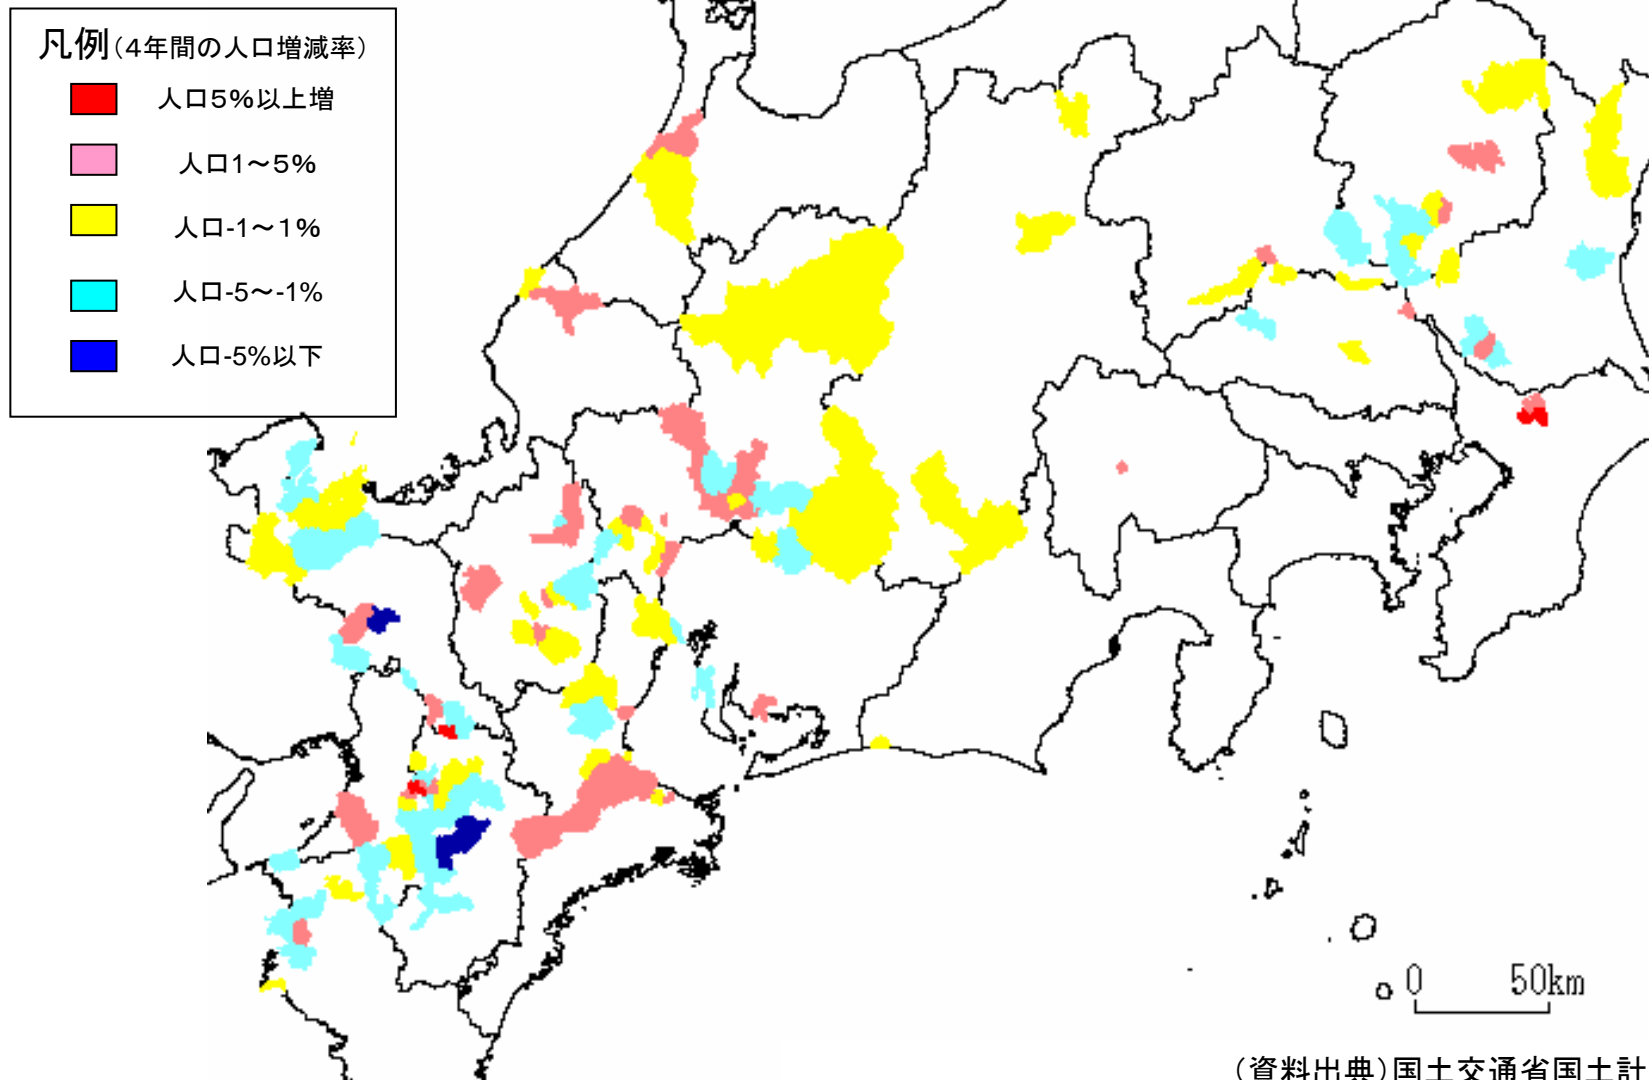 凡例(4年間の人口増減率)
人口5%以上増
人口1~5%
人口-1~1%
人口-5~-1%
人口-5%以下
0 50km
(資料出典)国土交通省国土計